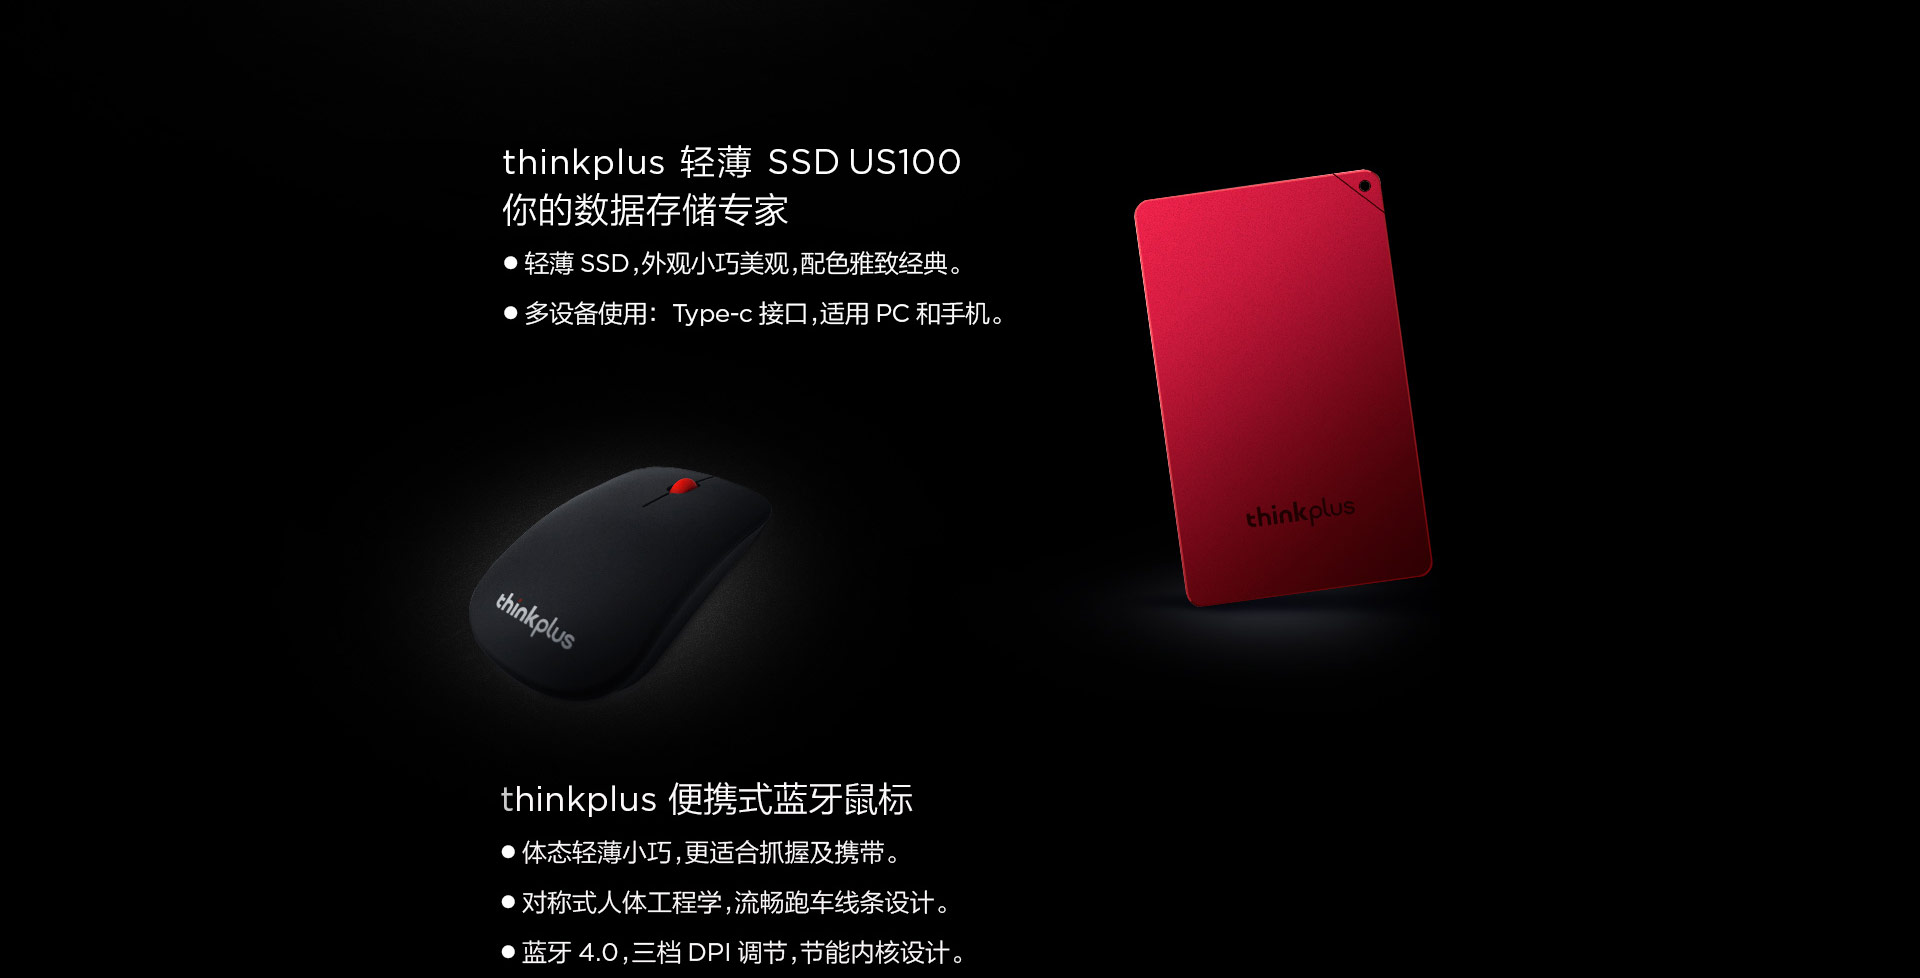 thinkplus 轻薄 SSD US100
你的数据存储专家
● 轻薄 SSD,外观小巧美观,配色雅致经典。
● 多设备使用：Type-c 接口,适用 PC 和手机。
thinkplus
thinkplus
thinkplus 便携式蓝牙鼠标
● 体态轻薄小巧,更适合抓握及携带。
● 对称式人体工程学,流畅跑车线条设计。
● 蓝牙 4.0,三档 DPI 调节,节能内核设计。